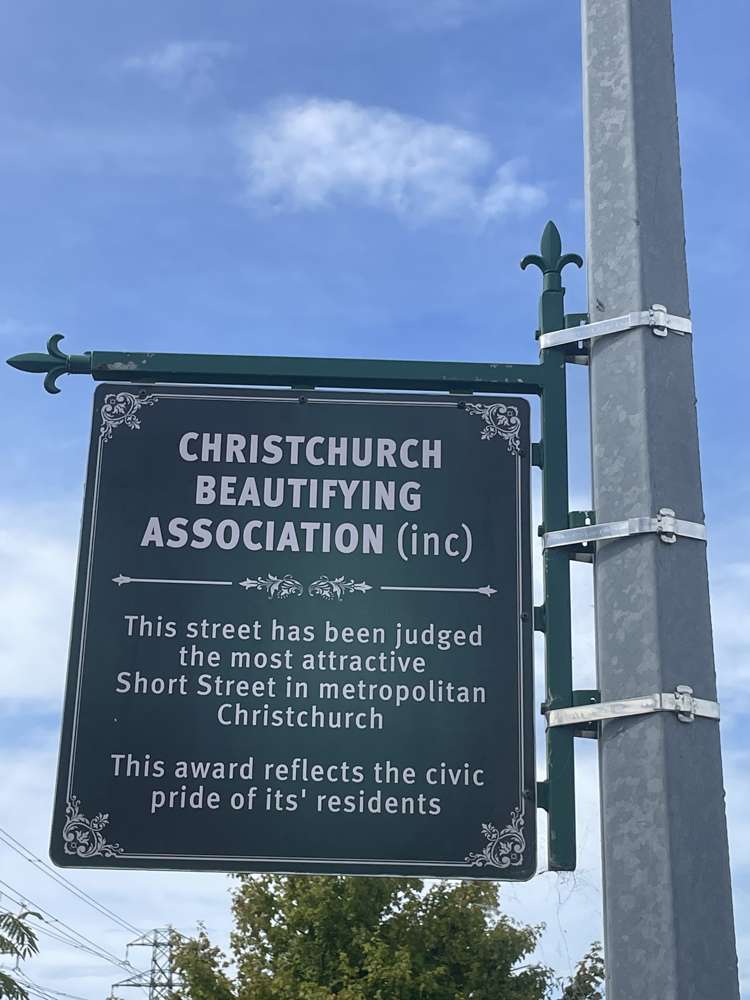 CHRISTCHURCH
BEAUTIFYING
ASSOCIATION (inc)
This street has been judged
the most attractive
Short Street in metropolitan
Christchurch
This award reflects the civic
pride of its' residents